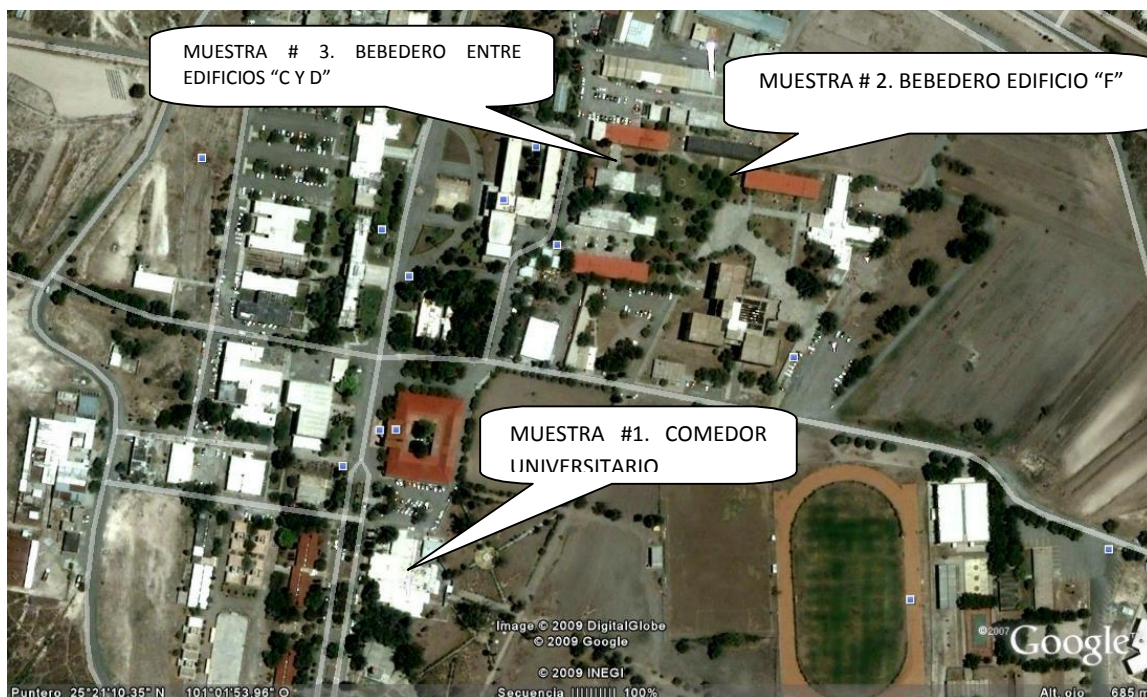 MUESTRA # 3. BEBEDERO ENTRE
EDIFICIOS “C Y D”
MUESTRA # 2. BEBEDERO EDIFICIO “F”
MUESTRA #1. COMEDOR
UNIVERSITARIO
Image © 2009 DigitalGlobe
© 2009 Google
© 2009 INEGI
©2007 Google
Puntero 25°21'10.35" N 101°01'53.96" O Secuencia |||||||||| 100% Alt. ojo 685 m